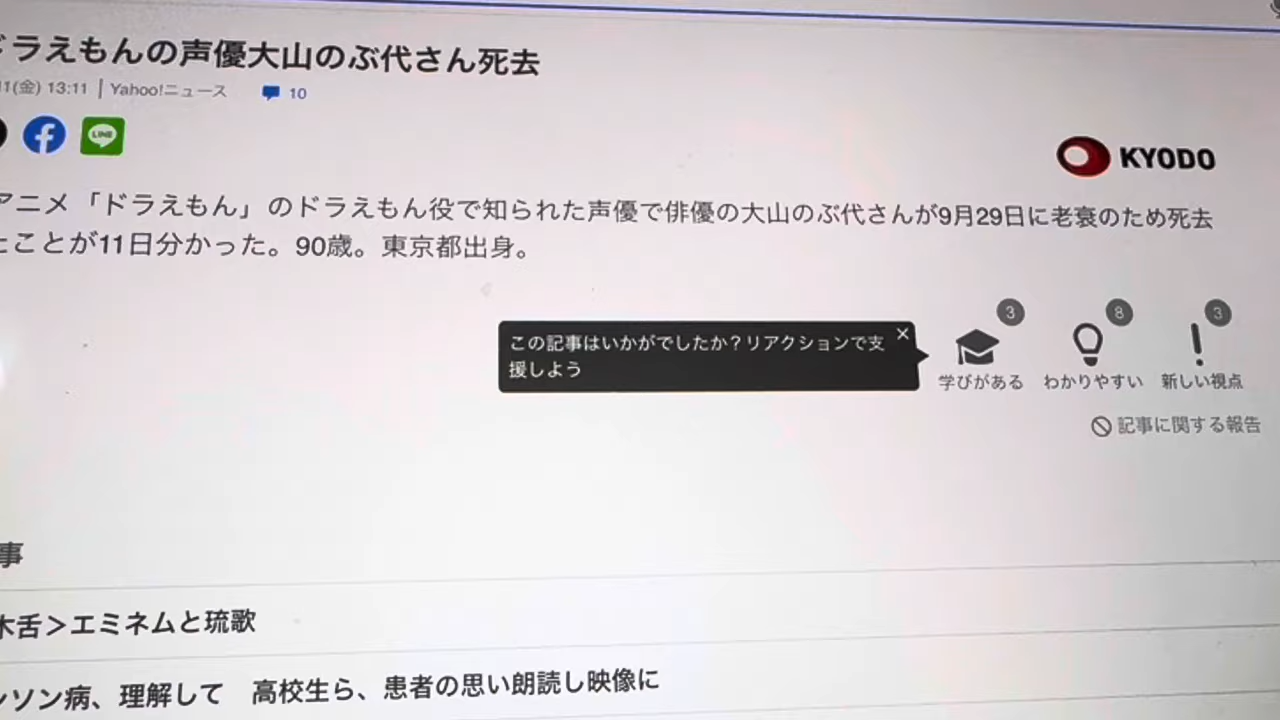 ドラえもんの声優大山のぶ代さん死去
11(金) 13:11 | Yahoo!ニュース 10
LINE
KYODO
アニメ「ドラえもん」のドラえもん役で知られた声優で俳優の大山のぶ代さんが9月29日に老衰のため死去
たことが11日分かった。90歳。東京都出身。
3 8 3
この記事はいかがでしたか？リアクションで支 ×
援しよう
学びがある わかりやすい 新しい視点
記事に関する報告
事
木舌＞エミネムと琉歌
ソン病、理解して 高校生ら、患者の思い朗読し映像に